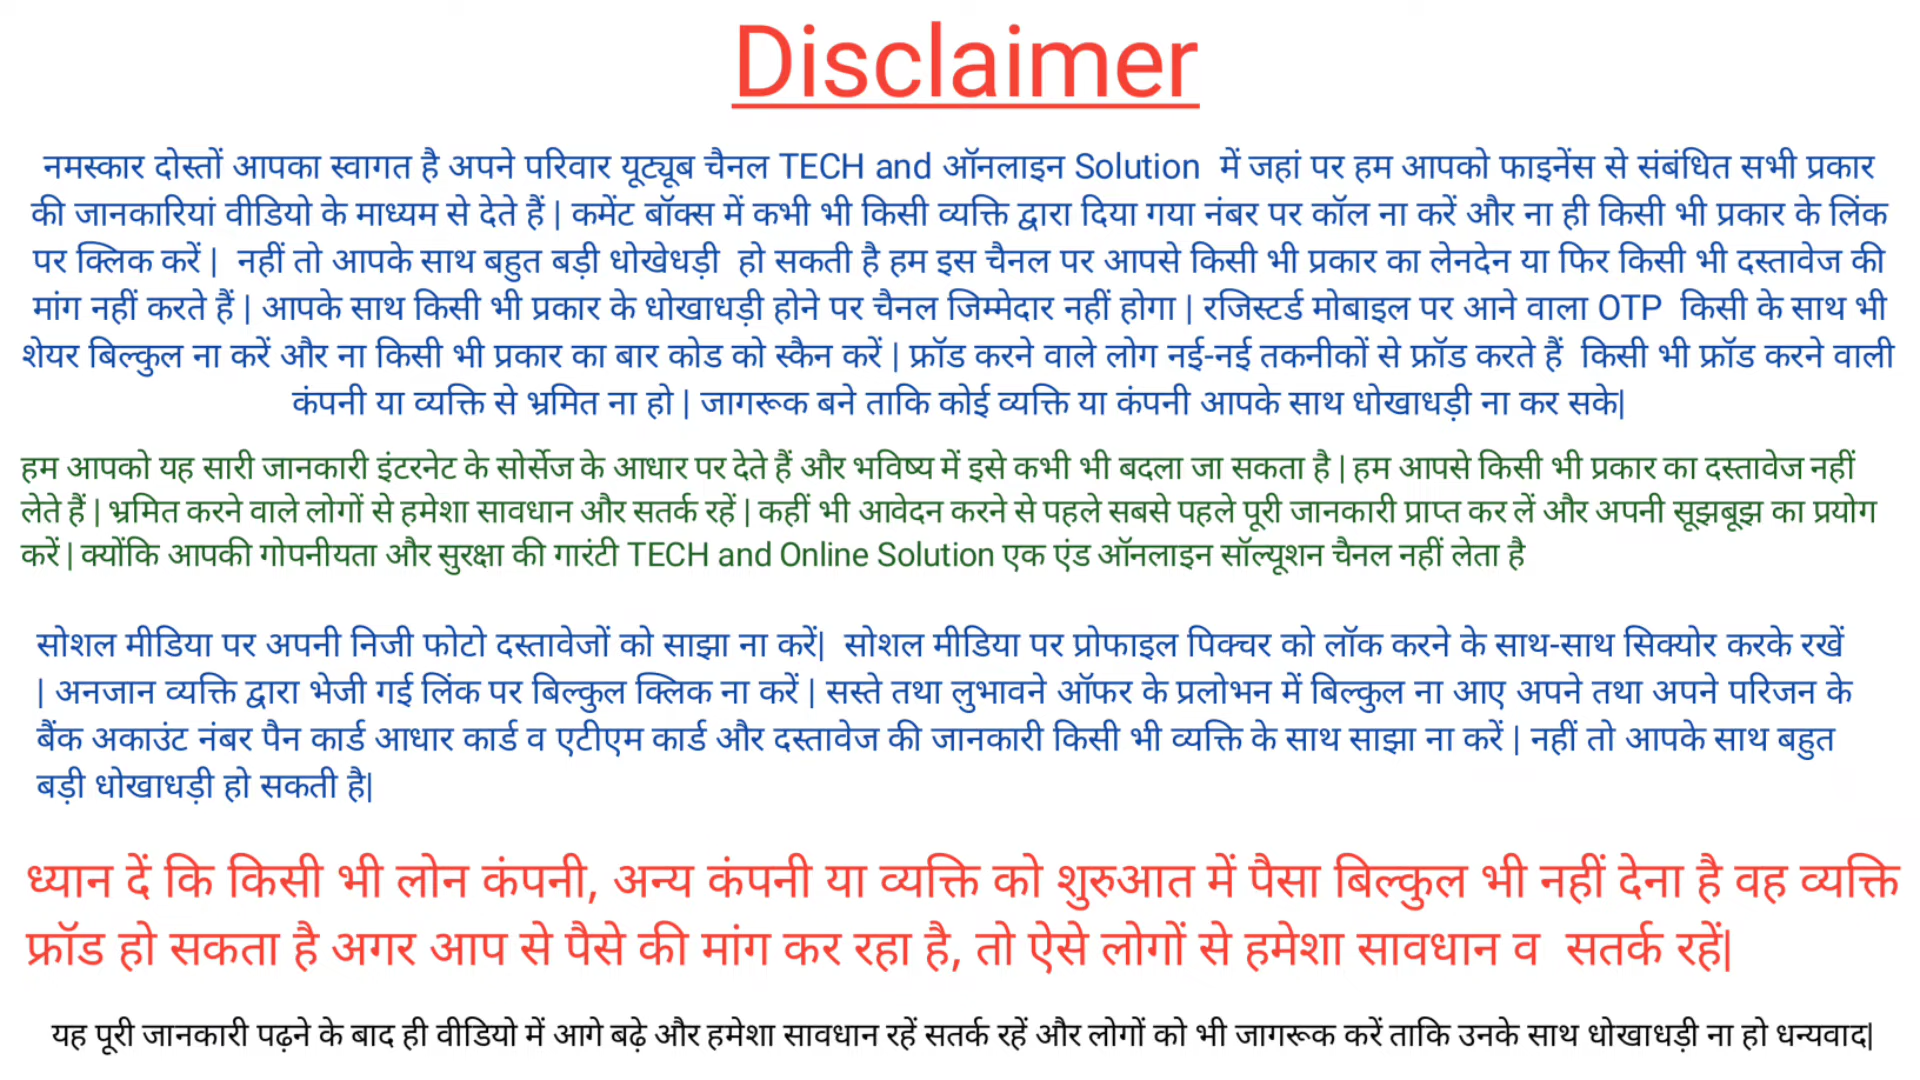 Disclaimer
नमस्कार दोस्तों आपका स्वागत है अपने परिवार यूट्यूब चैनल TECH and ऑनलाइन Solution में जहां पर हम आपको फाइनेंस से संबंधित सभी प्रकार
की जानकारियां वीडियो के माध्यम से देते हैं | कमेंट बॉक्स में कभी भी किसी व्यक्ति द्वारा दिया गया नंबर पर कॉल ना करें और ना ही किसी भी प्रकार के लिंक
पर क्लिक करें | नहीं तो आपके साथ बहुत बड़ी धोखेधड़ी हो सकती है हम इस चैनल पर आपसे किसी भी प्रकार का लेनदेन या फिर किसी भी दस्तावेज की
मांग नहीं करते हैं | आपके साथ किसी भी प्रकार के धोखाधड़ी होने पर चैनल जिम्मेदार नहीं होगा | रजिस्टर्ड मोबाइल पर आने वाला OTP किसी के साथ भी
शेयर बिल्कुल ना करें और ना किसी भी प्रकार का बार कोड को स्कैन करें | फ्रॉड करने वाले लोग नई-नई तकनीकों से फ्रॉड करते हैं किसी भी फ्रॉड करने वाली
कंपनी या व्यक्ति से भ्रमित ना हो | जागरूक बने ताकि कोई व्यक्ति या कंपनी आपके साथ धोखाधड़ी ना कर सके|
हम आपको यह सारी जानकारी इंटरनेट के सोर्सेज के आधार पर देते हैं और भविष्य में इसे कभी भी बदला जा सकता है | हम आपसे किसी भी प्रकार का दस्तावेज नहीं
लेते हैं | भ्रमित करने वाले लोगों से हमेशा सावधान और सतर्क रहें | कहीं भी आवेदन करने से पहले सबसे पहले पूरी जानकारी प्राप्त कर लें और अपनी सूझबूझ का प्रयोग
करें | क्योंकि आपकी गोपनीयता और सुरक्षा की गारंटी TECH and Online Solution एक एंड ऑनलाइन सॉल्यूशन चैनल नहीं लेता है
सोशल मीडिया पर अपनी निजी फोटो दस्तावेजों को साझा ना करें| सोशल मीडिया पर प्रोफाइल पिक्चर को लॉक करने के साथ-साथ सिक्योर करके रखें
| अनजान व्यक्ति द्वारा भेजी गई लिंक पर बिल्कुल क्लिक ना करें | सस्ते तथा लुभावने ऑफर के प्रलोभन में बिल्कुल ना आए अपने तथा अपने परिजन के
बैंक अकाउंट नंबर पैन कार्ड आधार कार्ड व एटीएम कार्ड और दस्तावेज की जानकारी किसी भी व्यक्ति के साथ साझा ना करें | नहीं तो आपके साथ बहुत
बड़ी धोखाधड़ी हो सकती है|
ध्यान दें कि किसी भी लोन कंपनी, अन्य कंपनी या व्यक्ति को शुरुआत में पैसा बिल्कुल भी नहीं देना है वह व्यक्ति
फ्रॉड हो सकता है अगर आप से पैसे की मांग कर रहा है, तो ऐसे लोगों से हमेशा सावधान व सतर्क रहें|
यह पूरी जानकारी पढ़ने के बाद ही वीडियो में आगे बढ़े और हमेशा सावधान रहें सतर्क रहें और लोगों को भी जागरूक करें ताकि उनके साथ धोखाधड़ी ना हो धन्यवाद|